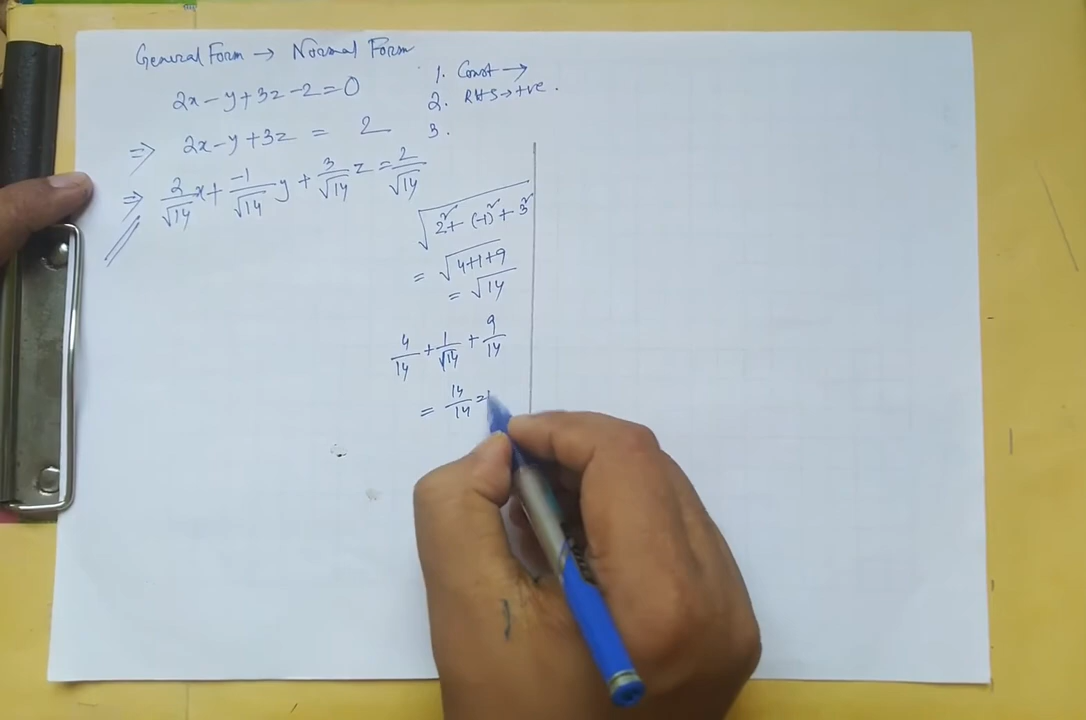 General Form → Normal Form
2x - y + 3z - 2 = 0
⇒ 2x - y + 3z = 2
⇒ 2/√14 x + -1/√14 y + 3/√14 z = 2/√14
1. Const →
2. RHS → +ve.
3.
√(2² + (-1)² + 3²)
= √(4+1+9)
= √14
4/14 + 1/√14 + 9/14
= 14/14 =